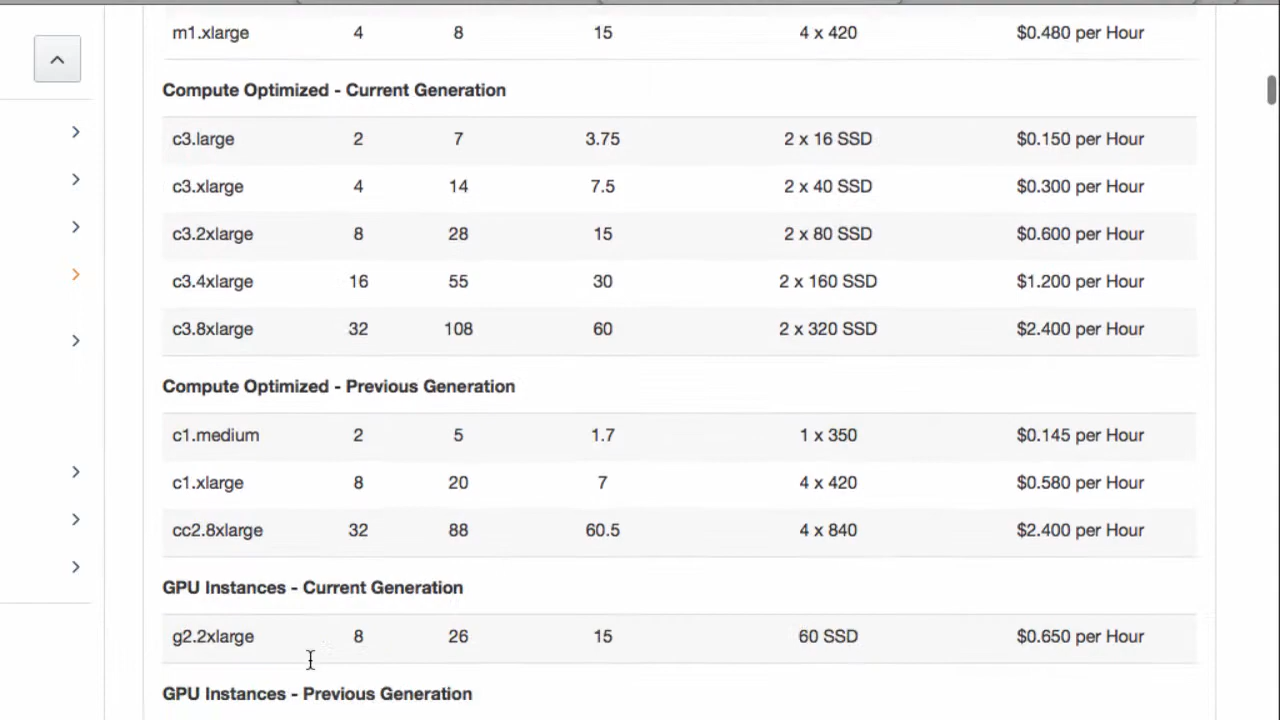 m1.xlarge 4 8 15 4 x 420 $0.480 per Hour
Compute Optimized - Current Generation
c3.large 2 7 3.75 2 x 16 SSD $0.150 per Hour
c3.xlarge 4 14 7.5 2 x 40 SSD $0.300 per Hour
c3.2xlarge 8 28 15 2 x 80 SSD $0.600 per Hour
c3.4xlarge 16 55 30 2 x 160 SSD $1.200 per Hour
c3.8xlarge 32 108 60 2 x 320 SSD $2.400 per Hour
Compute Optimized - Previous Generation
c1.medium 2 5 1.7 1 x 350 $0.145 per Hour
c1.xlarge 8 20 7 4 x 420 $0.580 per Hour
cc2.8xlarge 32 88 60.5 4 x 840 $2.400 per Hour
GPU Instances - Current Generation
g2.2xlarge 8 26 15 60 SSD $0.650 per Hour
GPU Instances - Previous Generation